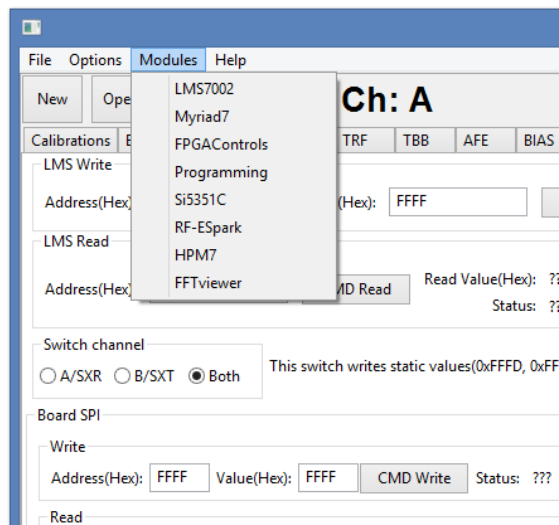 File Options Modules Help
New Ope
LMS7002
Myriad7
FPGAControls
Programming
Si5351C
RF-ESpark
HPM7
FFTviewer
Ch: A
Calibrations TRF TBB AFE BIAS
LMS Write
Address(Hex) (Hex): FFFF
LMS Read
Address(Hex) MD Read Read Value(Hex): ??
Status: ??
Switch channel
A/SXR B/SXT Both This switch writes static values(0xFFFD, 0xFF
Board SPI
Write
Address(Hex): FFFF Value(Hex): FFFF CMD Write Status: ???
Read